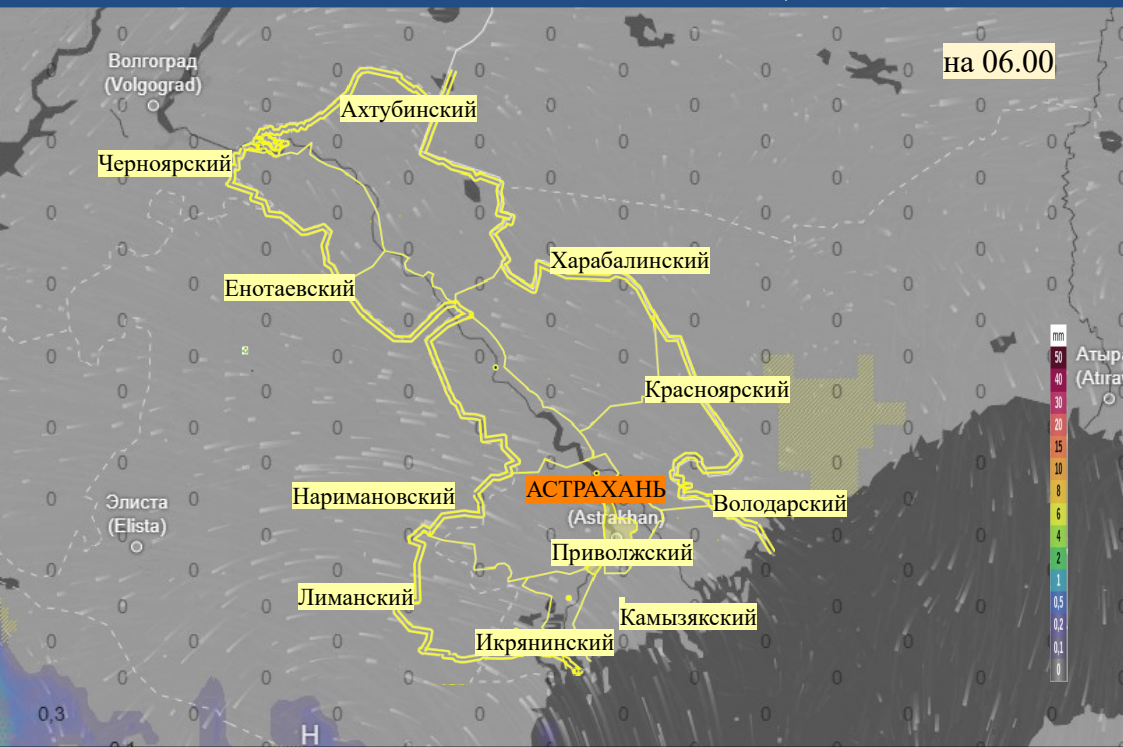 на 06.00
Волгоград
(Volgograd)
Ахтубинский
Черноярский
Харабалинский
Енотаевский
mm
50
40
30
20
15
10
8
6
4
2
1
0,5
0,2
0,1
0
Атыра
(Atıraw
Красноярский
АСТРАХАНЬ
(Astrakhan)
Наримановский
Элиста
(Elista)
Володарский
Приволжский
Лиманский
Камызякский
Икрянинский
0,3
Н